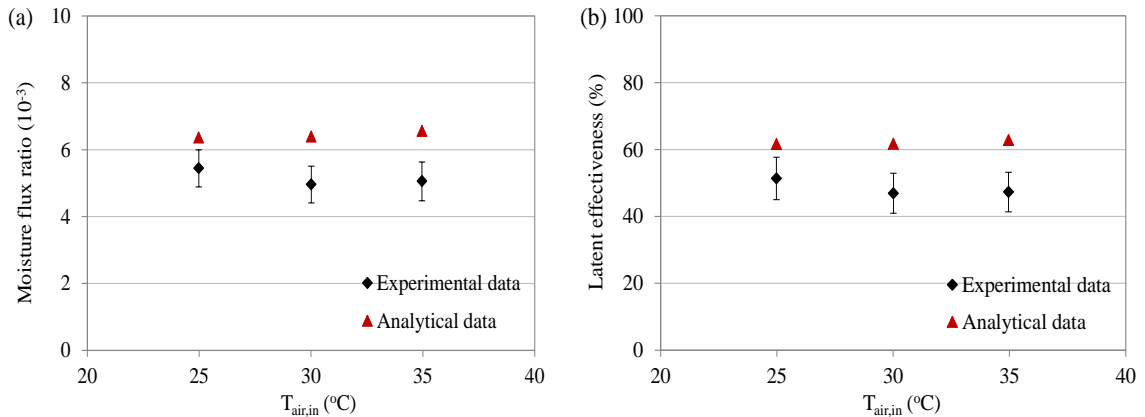 (a)
10
8
6
4
2
0
Moisture flux ratio (10⁻³)
Experimental data
Analytical data
20 25 30 35 40
T_air,in (°C)
(b)
100
80
60
40
20
0
Latent effectiveness (%)
Experimental data
Analytical data
20 25 30 35 40
T_air,in (°C)